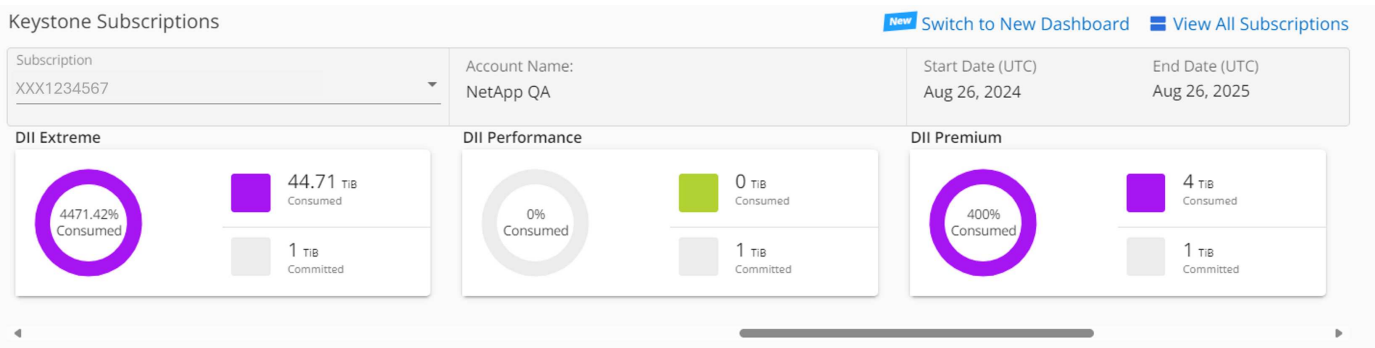 Keystone Subscriptions
New Switch to New Dashboard View All Subscriptions
Subscription
XXX1234567
Account Name:
NetApp QA
Start Date (UTC)
Aug 26, 2024
End Date (UTC)
Aug 26, 2025
DII Extreme
4471.42%
Consumed
44.71 TiB
Consumed
1 TiB
Committed
DII Performance
0%
Consumed
0 TiB
Consumed
1 TiB
Committed
DII Premium
400%
Consumed
4 TiB
Consumed
1 TiB
Committed